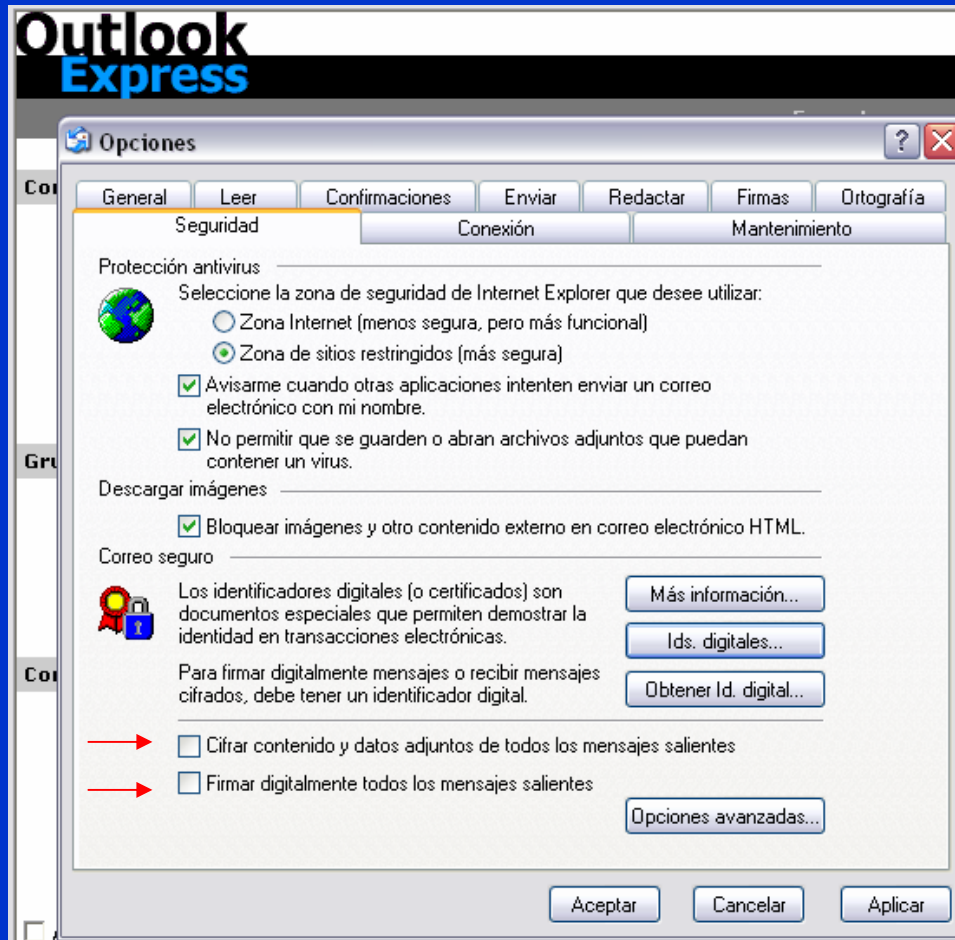 Outlook
Express
Opciones
General Leer Confirmaciones Enviar Redactar Firmas Ortografía
Seguridad Conexión Mantenimiento
Protección antivirus
Seleccione la zona de seguridad de Internet Explorer que desee utilizar:
Zona Internet (menos segura, pero más funcional)
Zona de sitios restringidos (más segura)
Avisarme cuando otras aplicaciones intenten enviar un correo
electrónico con mi nombre.
No permitir que se guarden o abran archivos adjuntos que puedan
contener un virus.
Descargar imágenes
Bloquear imágenes y otro contenido externo en correo electrónico HTML.
Correo seguro
Los identificadores digitales (o certificados) son
documentos especiales que permiten demostrar la
identidad en transacciones electrónicas.
Más información...
Ids. digitales...
Para firmar digitalmente mensajes o recibir mensajes
cifrados, debe tener un identificador digital.
Obtener Id. digital...
Cifrar contenido y datos adjuntos de todos los mensajes salientes
Firmar digitalmente todos los mensajes salientes
Opciones avanzadas...
Aceptar Cancelar Aplicar